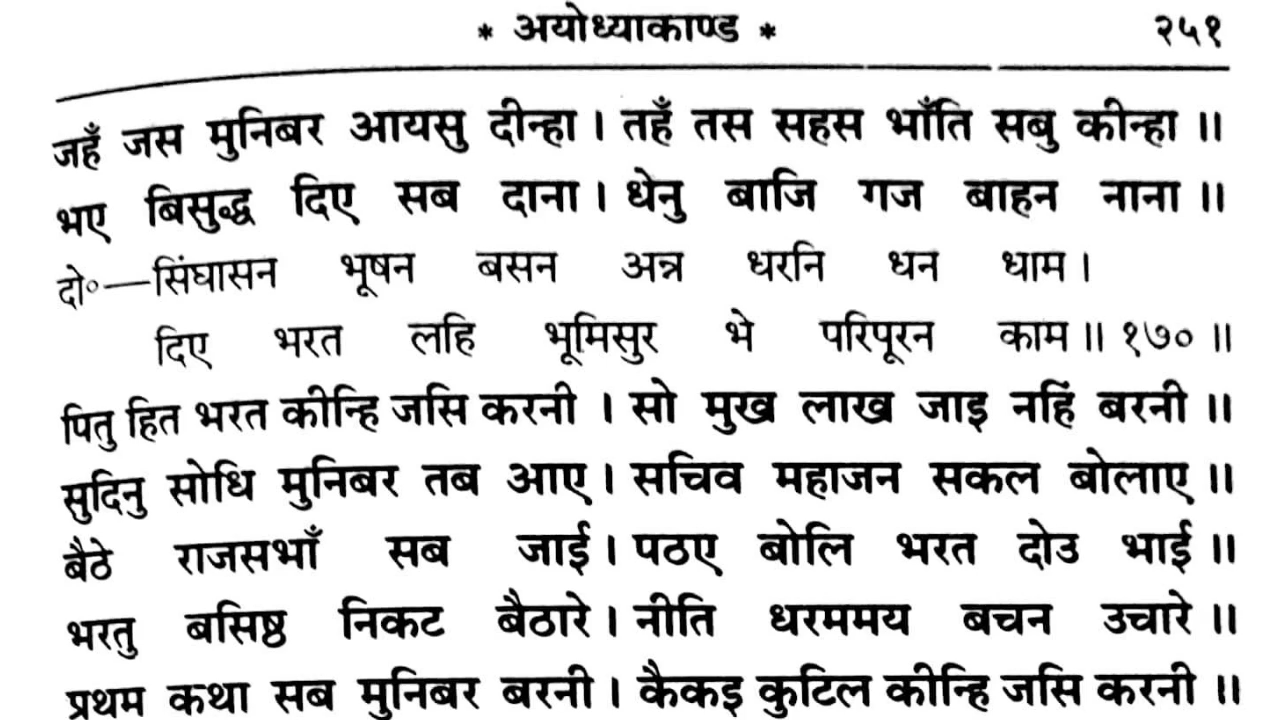 * अयोध्याकाण्ड * २५१
जहँ जस मुनिबर आयसु दीन्हा। तहँ तस सहस भाँति सबु कीन्हा॥
भए बिसुद्ध दिए सब दाना। धेनु बाजि गज बाहन नाना॥
दो०—सिंघासन भूषन बसन अन्न धरनि धन धाम।
दिए भरत लहि भूमिसुर भे परिपूरन काम॥ १७०॥
पितु हित भरत कीन्हि जसि करनी। सो मुख लाख जाइ नहिं बरनी॥
सुदिनु सोधि मुनिबर तब आए। सचिव महाजन सकल बोलाए॥
बैठे राजसभाँ सब जाई। पठए बोलि भरत दोउ भाई॥
भरतु बसिष्ठ निकट बैठारे। नीति धरममय बचन उचारे॥
प्रथम कथा सब मुनिबर बरनी। कैकइ कुटिल कीन्हि जसि करनी॥